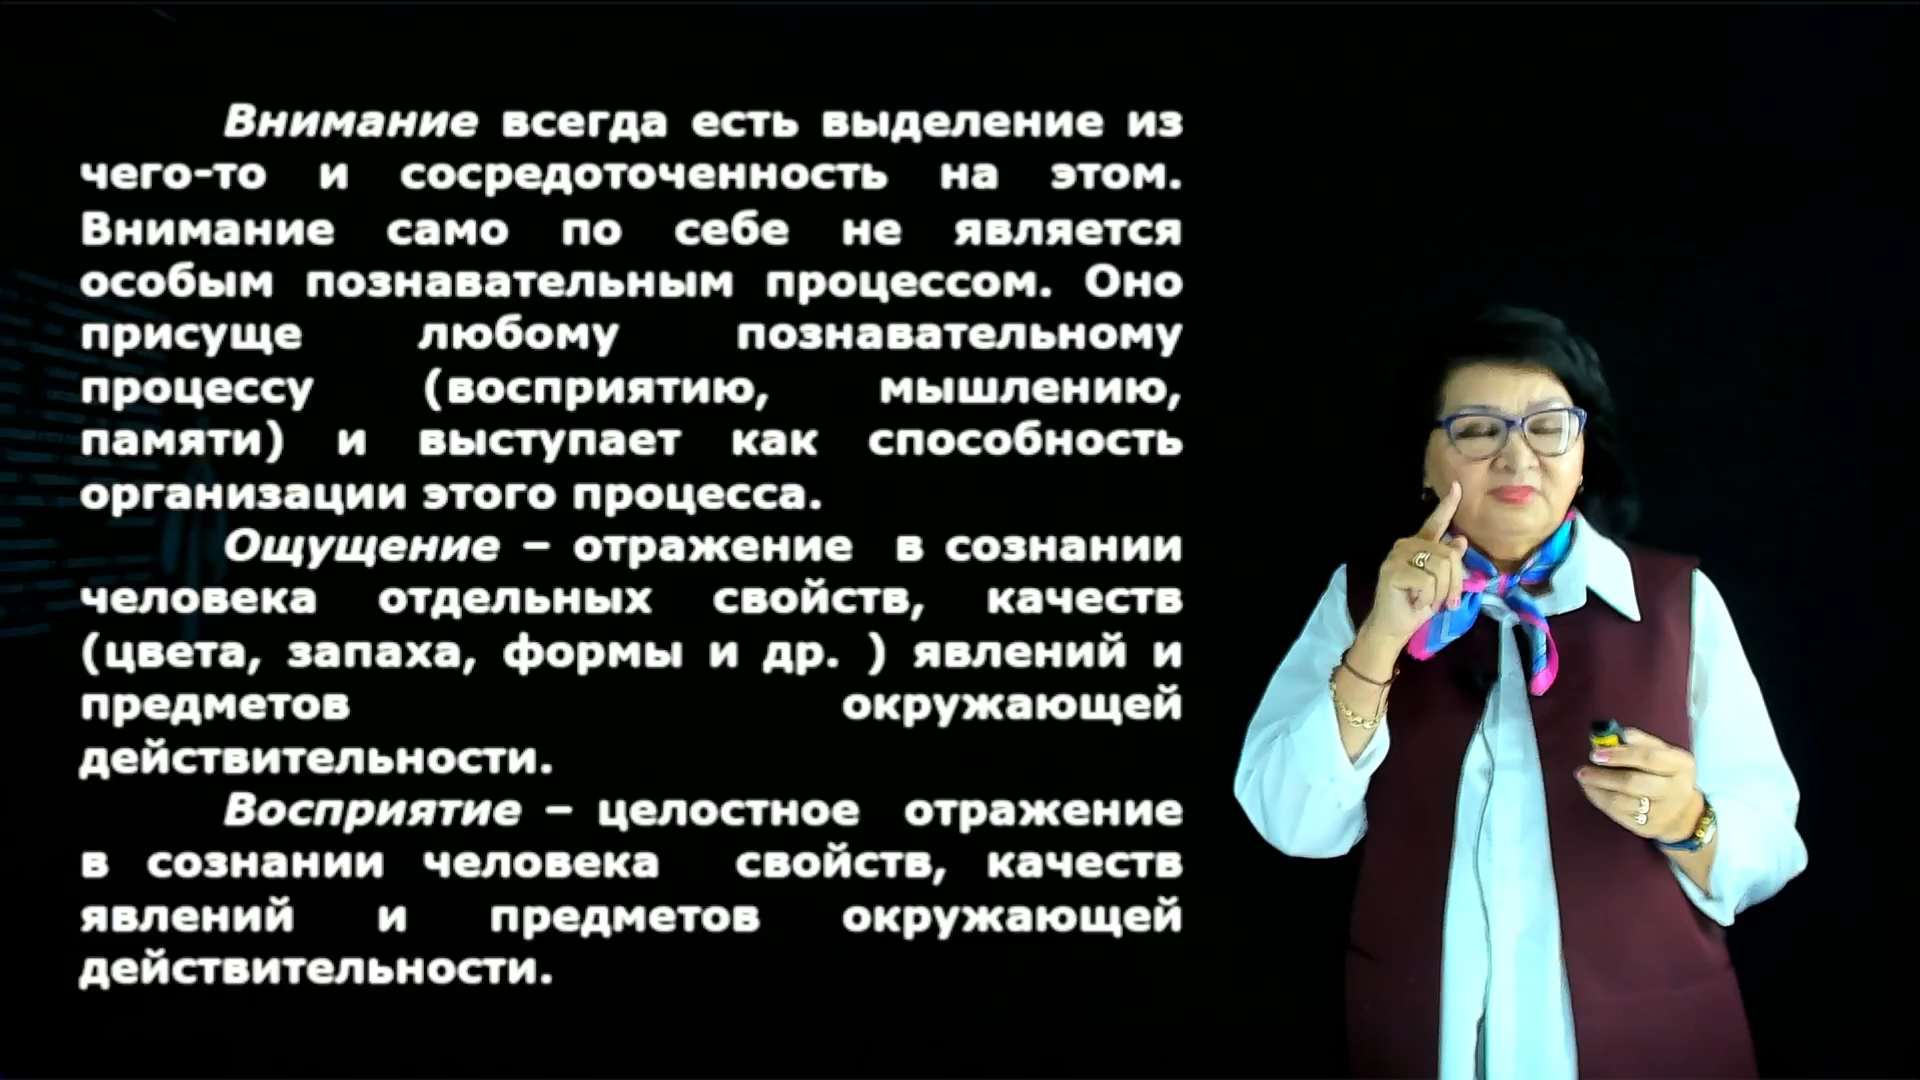 Внимание всегда есть выделение из
чего-то и сосредоточенность на этом.
Внимание само по себе не является
особым познавательным процессом. Оно
присуще любому познавательному
процессу (восприятию, мышлению,
памяти) и выступает как способность
организации этого процесса.
Ощущение – отражение в сознании
человека отдельных свойств, качеств
(цвета, запаха, формы и др. ) явлений и
предметов окружающей
действительности.
Восприятие – целостное отражение
в сознании человека свойств, качеств
явлений и предметов окружающей
действительности.